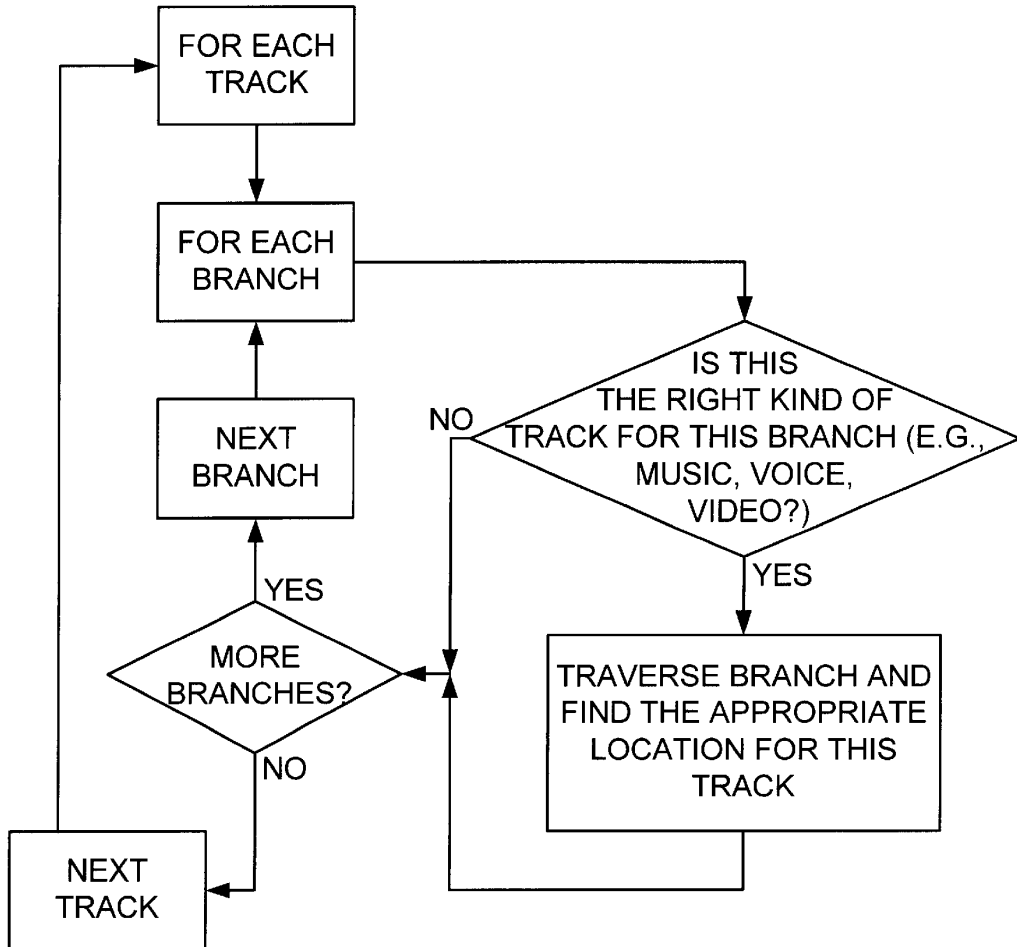 FOR EACH
TRACK
FOR EACH
BRANCH
IS THIS
THE RIGHT KIND OF
TRACK FOR THIS BRANCH (E.G.,
MUSIC, VOICE,
VIDEO?)
NO
YES
NEXT
BRANCH
YES
MORE
BRANCHES?
NO
TRAVERSE BRANCH AND
FIND THE APPROPRIATE
LOCATION FOR THIS
TRACK
NEXT
TRACK